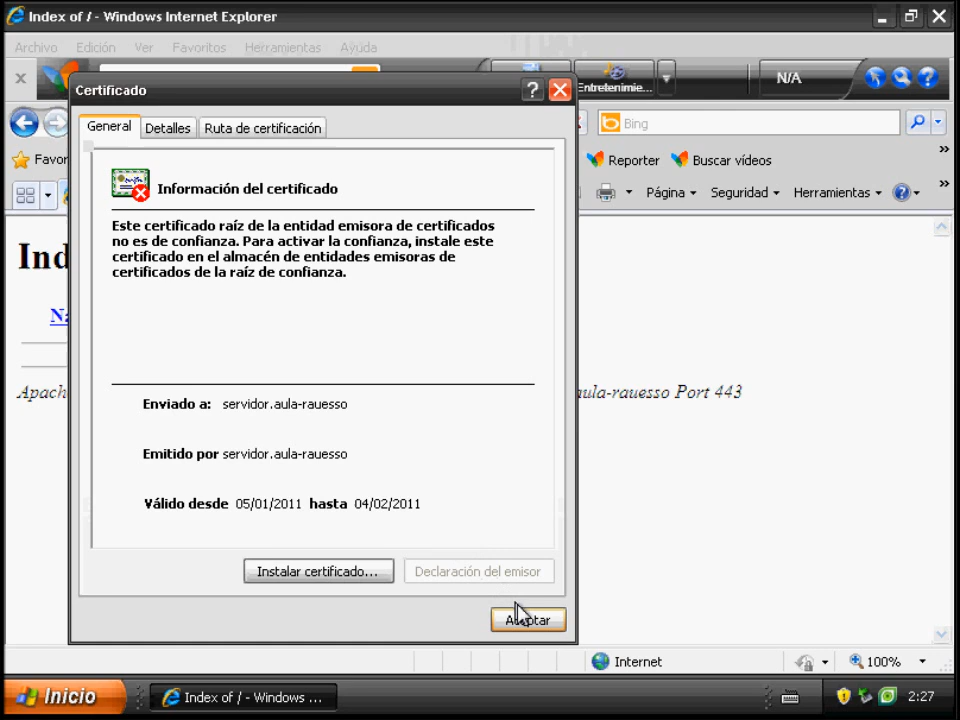 Index of / - Windows Internet Explorer
Archivo Edición Ver Favoritos Herramientas Ayuda
Certificado
Entretenimie...
N/A
General Detalles Ruta de certificación
Bing
Favor
Reporter Buscar vídeos
Página Seguridad Herramientas
Información del certificado
Este certificado raíz de la entidad emisora de certificados
no es de confianza. Para activar la confianza, instale este
certificado en el almacén de entidades emisoras de
certificados de la raíz de confianza.
Ind
Na
Apach
aula-rauesso Port 443
Enviado a: servidor.aula-rauesso
Emitido por servidor.aula-rauesso
Válido desde 05/01/2011 hasta 04/02/2011
Instalar certificado... Declaración del emisor
Aceptar
Internet
100%
Inicio
Index of / - Windows ...
2:27